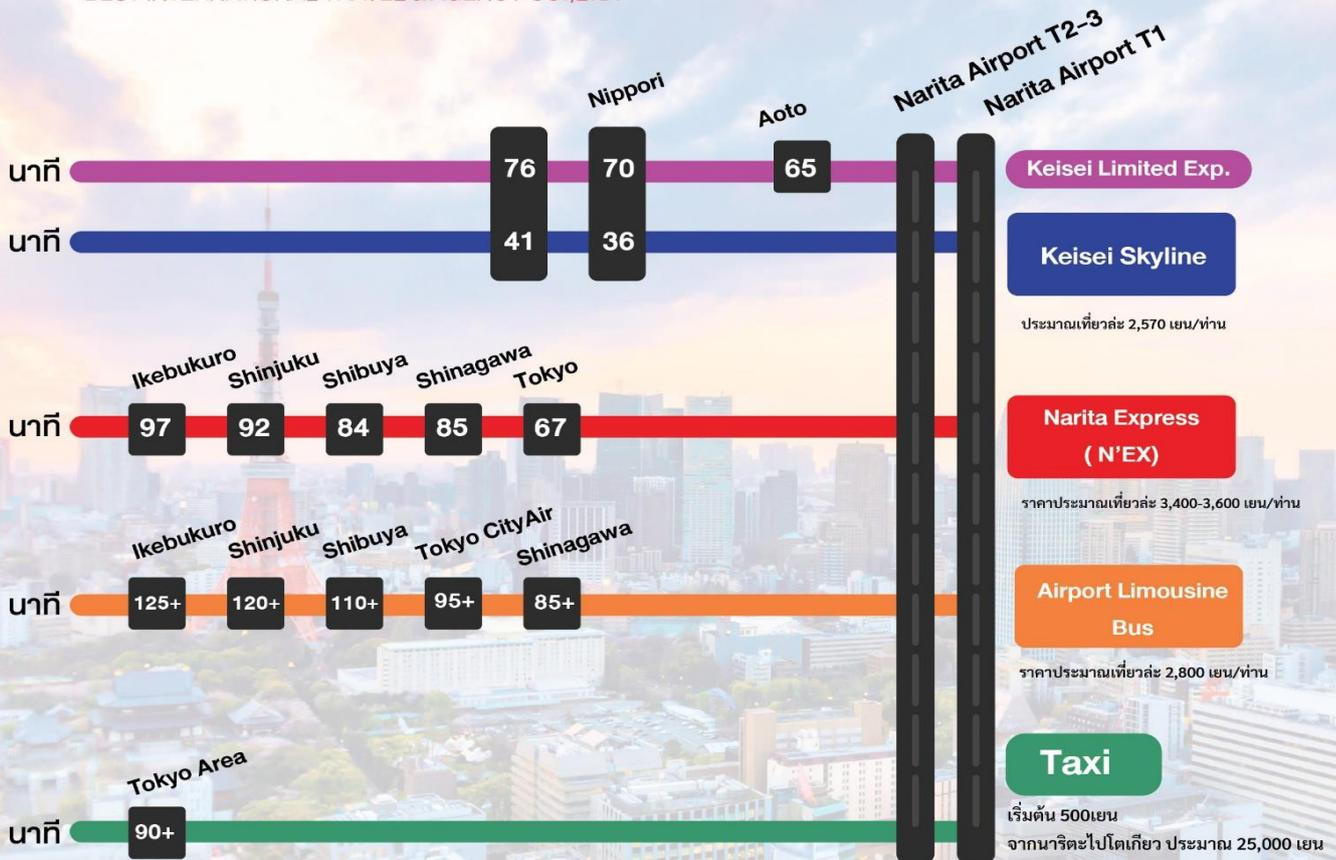 Nippori
Aoto
Narita Airport T2-3
Narita Airport T1
นาที
76
70
65
Keisei Limited Exp.
นาที
41
36
Keisei Skyline
ประมาณเที่ยวล่ะ 2,570 เยน/ท่าน
Ikebukuro
Shinjuku
Shibuya
Shinagawa
Tokyo
นาที
97
92
84
85
67
Narita Express
( N'EX)
ราคาประมาณเที่ยวล่ะ 3,400-3,600 เยน/ท่าน
Ikebukuro
Shinjuku
Shibuya
Tokyo CityAir
Shinagawa
นาที
125+
120+
110+
95+
85+
Airport Limousine
Bus
ราคาประมาณเที่ยวล่ะ 2,800 เยน/ท่าน
Tokyo Area
นาที
90+
Taxi
เริ่มต้น 500เยน
จากนาริตะไปโตเกียว ประมาณ 25,000 เยน